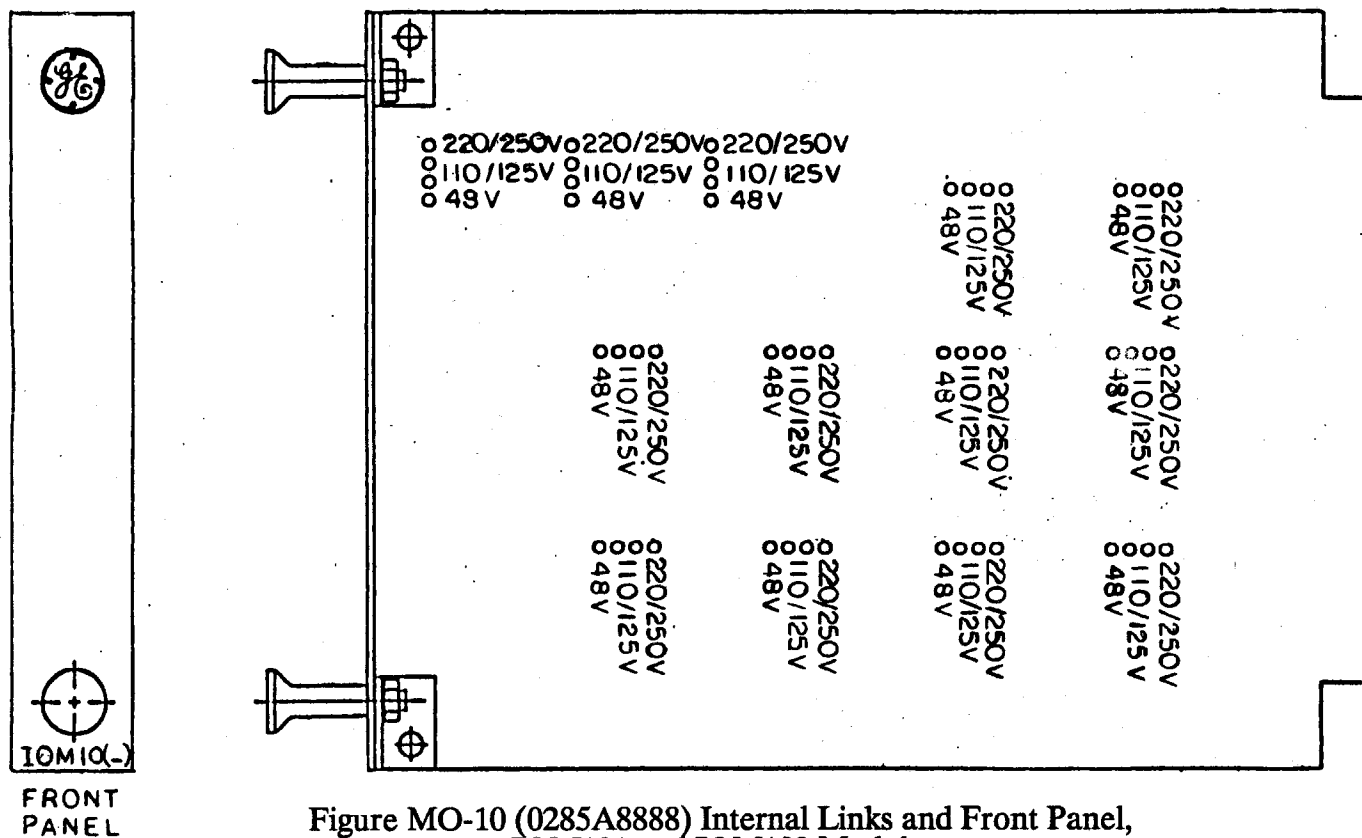 220/250V 220/250V 220/250V
110/125V 110/125V 110/125V
48V 48V 48V
220/250V
110/125V
48V
220/250V
110/125V
48V
220/250V
110/125V
48V
220/250V
110/125V
48V
220/250V
110/125V
48V
220/250V
110/125V
48V
220/250V
110/125V
48V
220/250V
110/125V
48V
220/250V
110/125V
48V
220/250V
110/125V
48V
GE
IOM10(-)
FRONT
PANEL
Figure MO-10 (0285A8888) Internal Links and Front Panel,